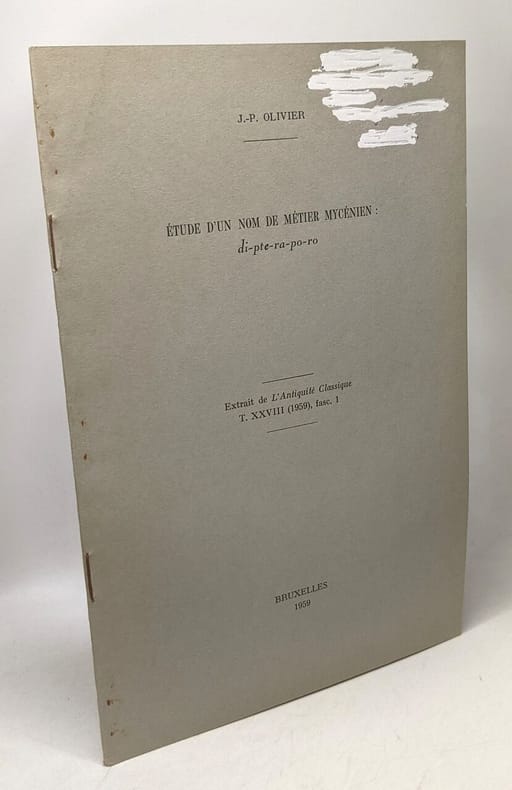 J.-P. OLIVIER
ÉTUDE D'UN NOM DE MÉTIER MYCÉNIEN :
di-pte-ra-po-ro
Extrait de L'Antiquité Classique
T. XXVIII (1959), fasc. 1
BRUXELLES
1959